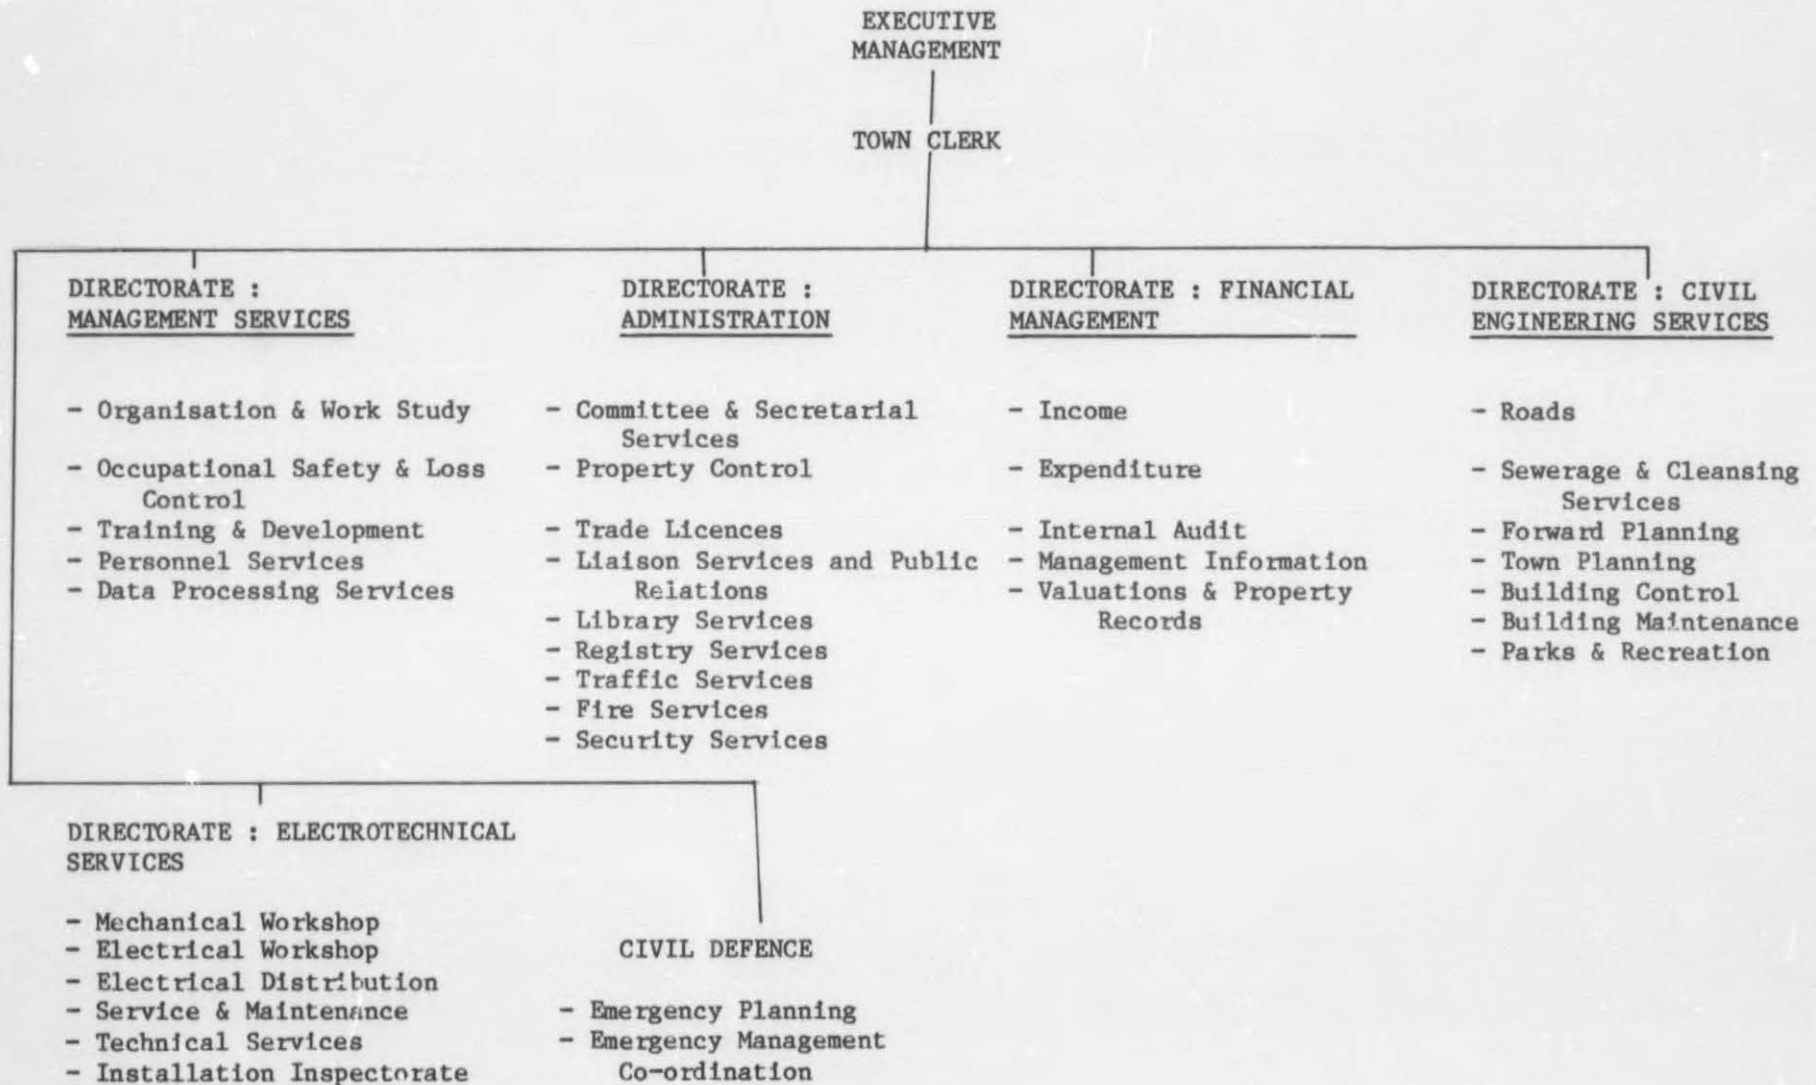 EXECUTIVE
MANAGEMENT
TOWN CLERK
DIRECTORATE :
MANAGEMENT SERVICES
- Organisation & Work Study
- Occupational Safety & Loss
Control
- Training & Development
- Personnel Services
- Data Processing Services
DIRECTORATE :
ADMINISTRATION
- Committee & Secretarial
Services
- Property Control
- Trade Licences
- Liaison Services and Public
Relations
- Library Services
- Registry Services
- Traffic Services
- Fire Services
- Security Services
DIRECTORATE : FINANCIAL
MANAGEMENT
- Income
- Expenditure
- Internal Audit
- Management Information
- Valuations & Property
Records
DIRECTORATE : CIVIL
ENGINEERING SERVICES
- Roads
- Sewerage & Cleansing
Services
- Forward Planning
- Town Planning
- Building Control
- Building Maintenance
- Parks & Recreation
DIRECTORATE : ELECTROTECHNICAL
SERVICES
- Mechanical Workshop
- Electrical Workshop
- Electrical Distribution
- Service & Maintenance
- Technical Services
- Installation Inspectorate
CIVIL DEFENCE
- Emergency Planning
- Emergency Management
Co-ordination